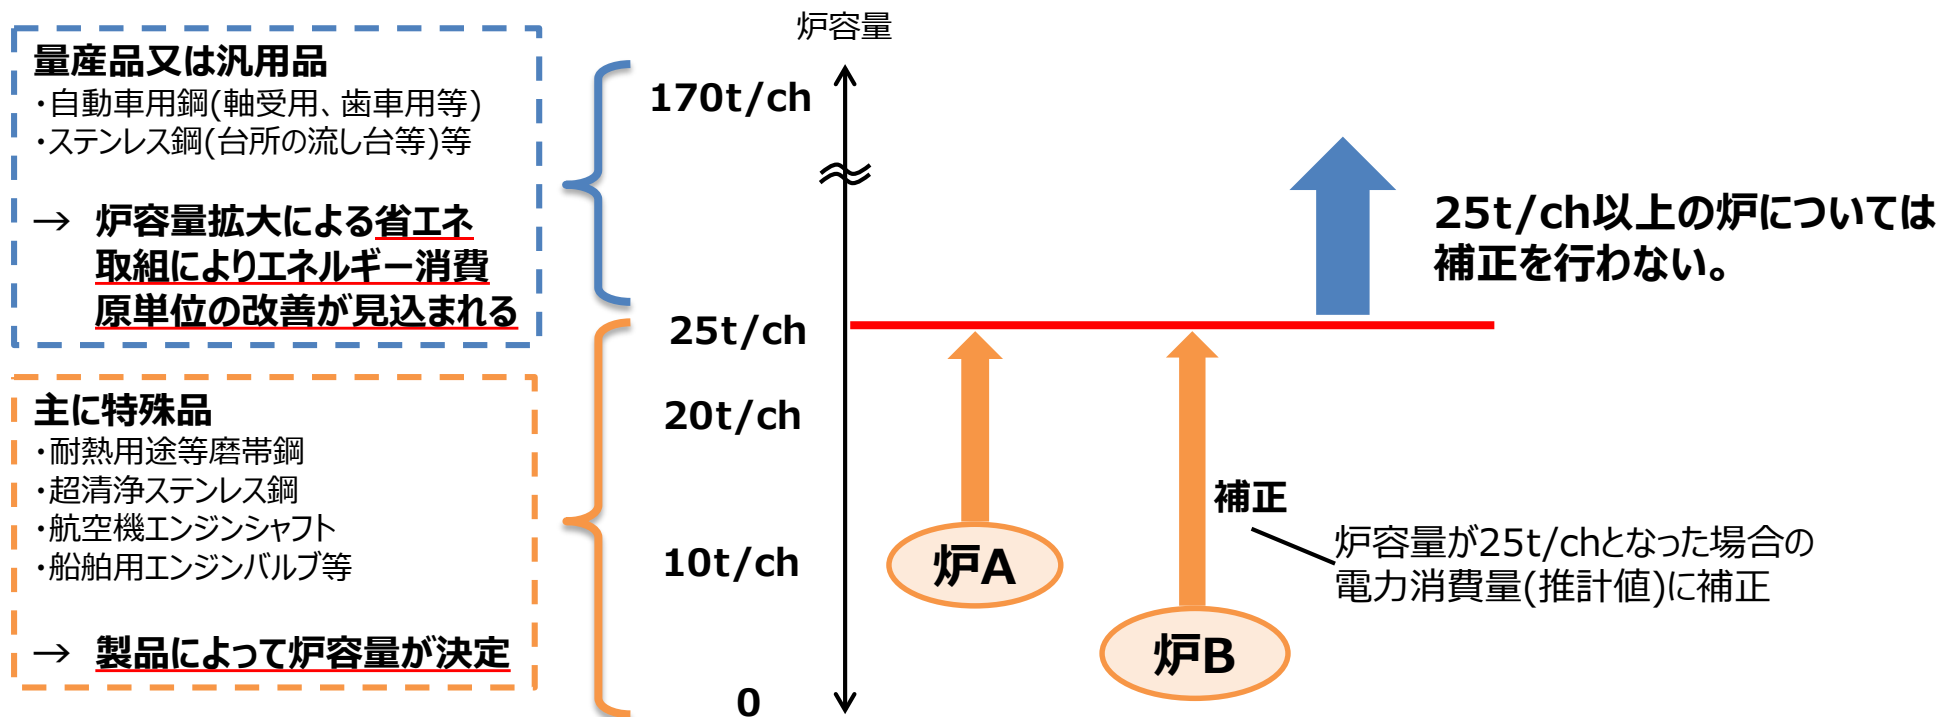 量産品又は汎用品
・自動車用鋼(軸受用、歯車用等)
・ステンレス鋼(台所の流し台等)等
→ 炉容量拡大による省エネ
取組によりエネルギー消費
原単位の改善が見込まれる
主に特殊品
・耐熱用途等磨帯鋼
・超清浄ステンレス鋼
・航空機エンジンシャフト
・船舶用エンジンバルブ等
→ 製品によって炉容量が決定
炉容量
170t/ch
25t/ch
20t/ch
10t/ch
0
25t/ch以上の炉については
補正を行わない。
炉A
炉B
補正
炉容量が25t/chとなった場合の
電力消費量(推計値)に補正